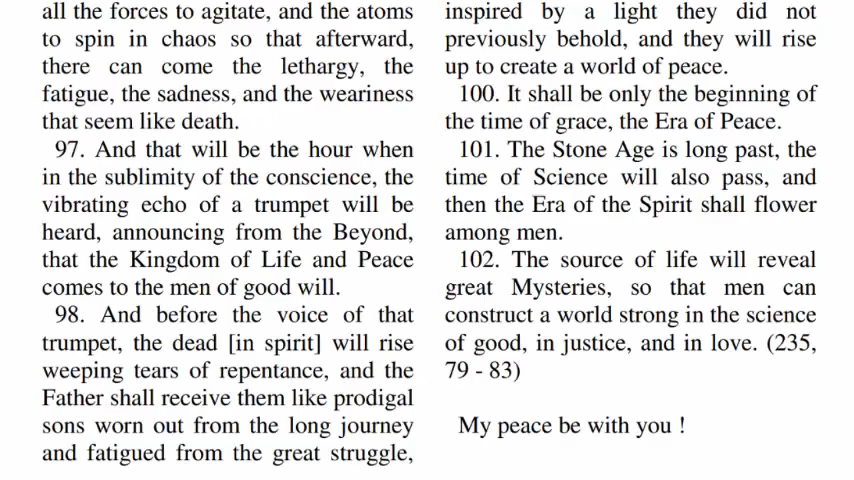 all the forces to agitate, and the atoms
to spin in chaos so that afterward,
there can come the lethargy, the
fatigue, the sadness, and the weariness
that seem like death.
97. And that will be the hour when
in the sublimity of the conscience, the
vibrating echo of a trumpet will be
heard, announcing from the Beyond,
that the Kingdom of Life and Peace
comes to the men of good will.
98. And before the voice of that
trumpet, the dead [in spirit] will rise
weeping tears of repentance, and the
Father shall receive them like prodigal
sons worn out from the long journey
and fatigued from the great struggle,
inspired by a light they did not
previously behold, and they will rise
up to create a world of peace.
100. It shall be only the beginning of
the time of grace, the Era of Peace.
101. The Stone Age is long past, the
time of Science will also pass, and
then the Era of the Spirit shall flower
among men.
102. The source of life will reveal
great Mysteries, so that men can
construct a world strong in the science
of good, in justice, and in love. (235,
79 - 83)
My peace be with you !